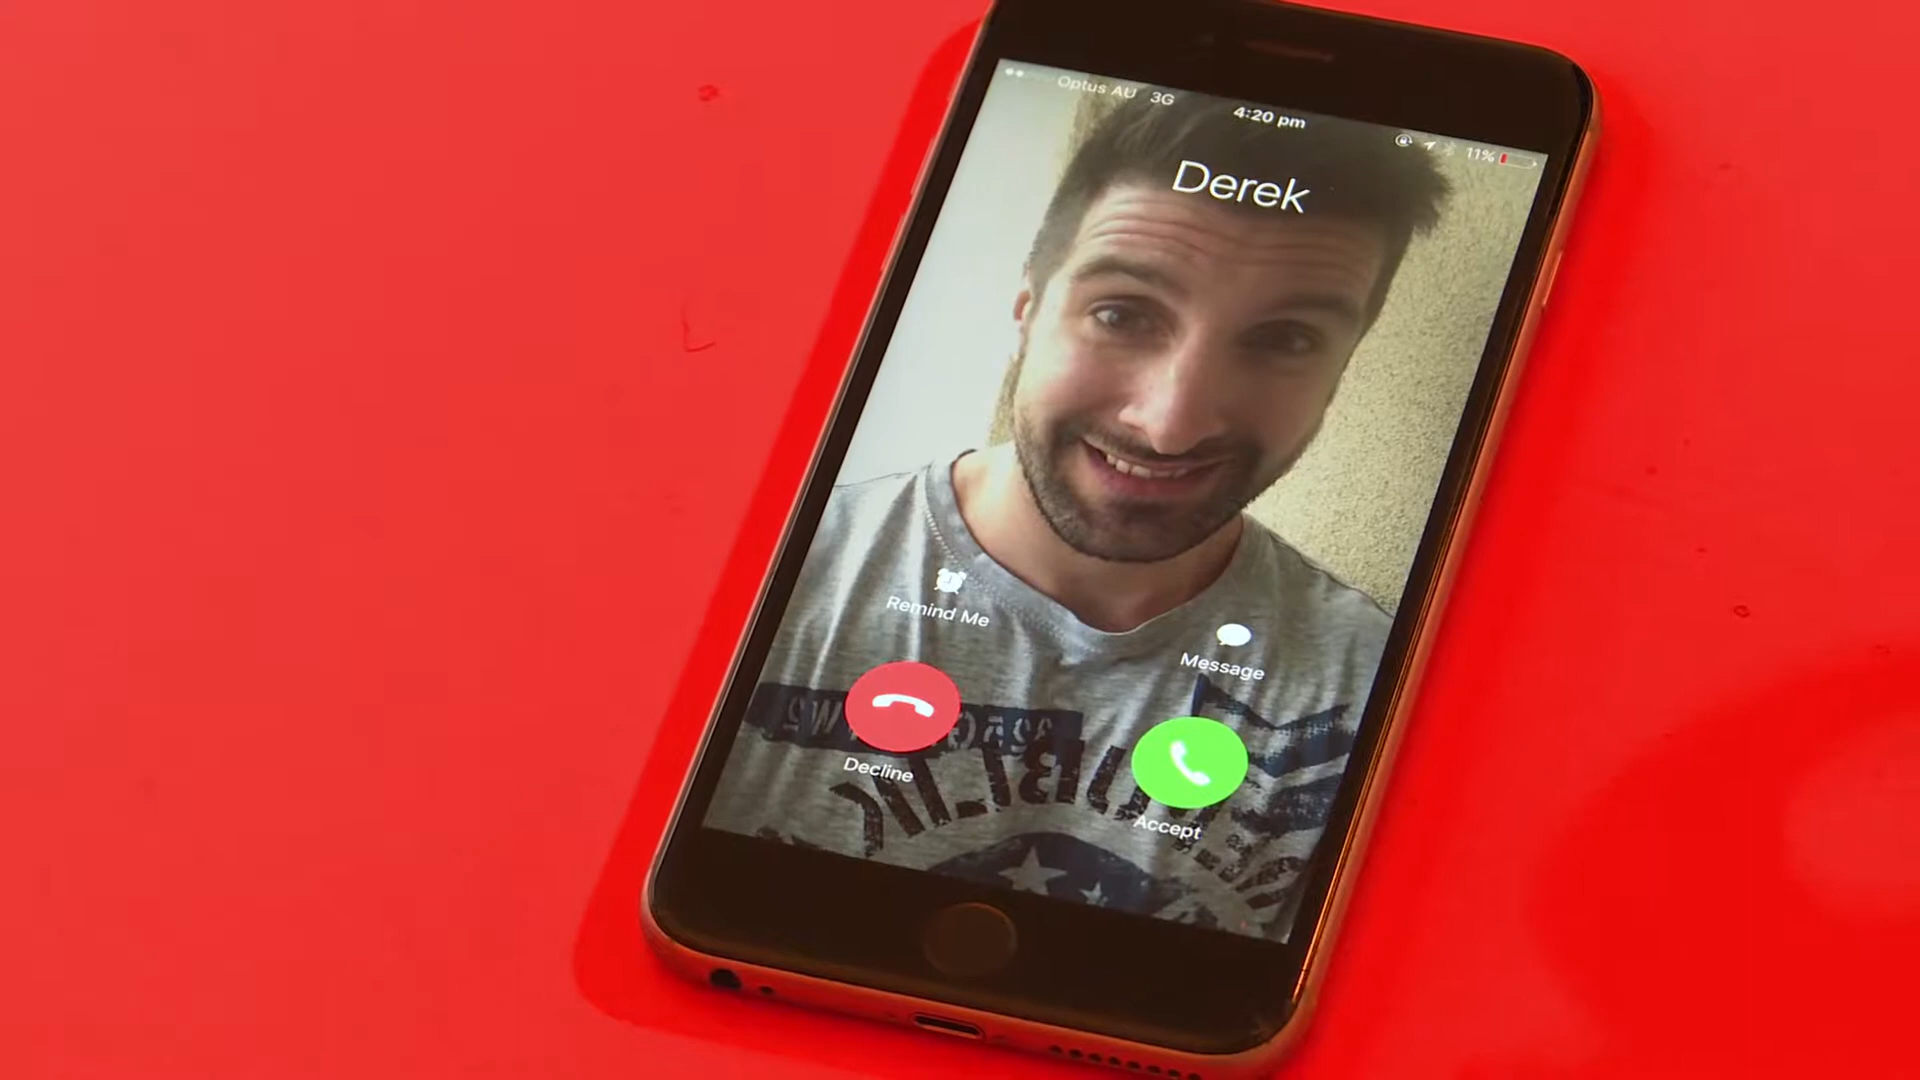 Optus AU 3G
4:20 pm
11%
Derek
Remind Me
Message
Decline
Accept